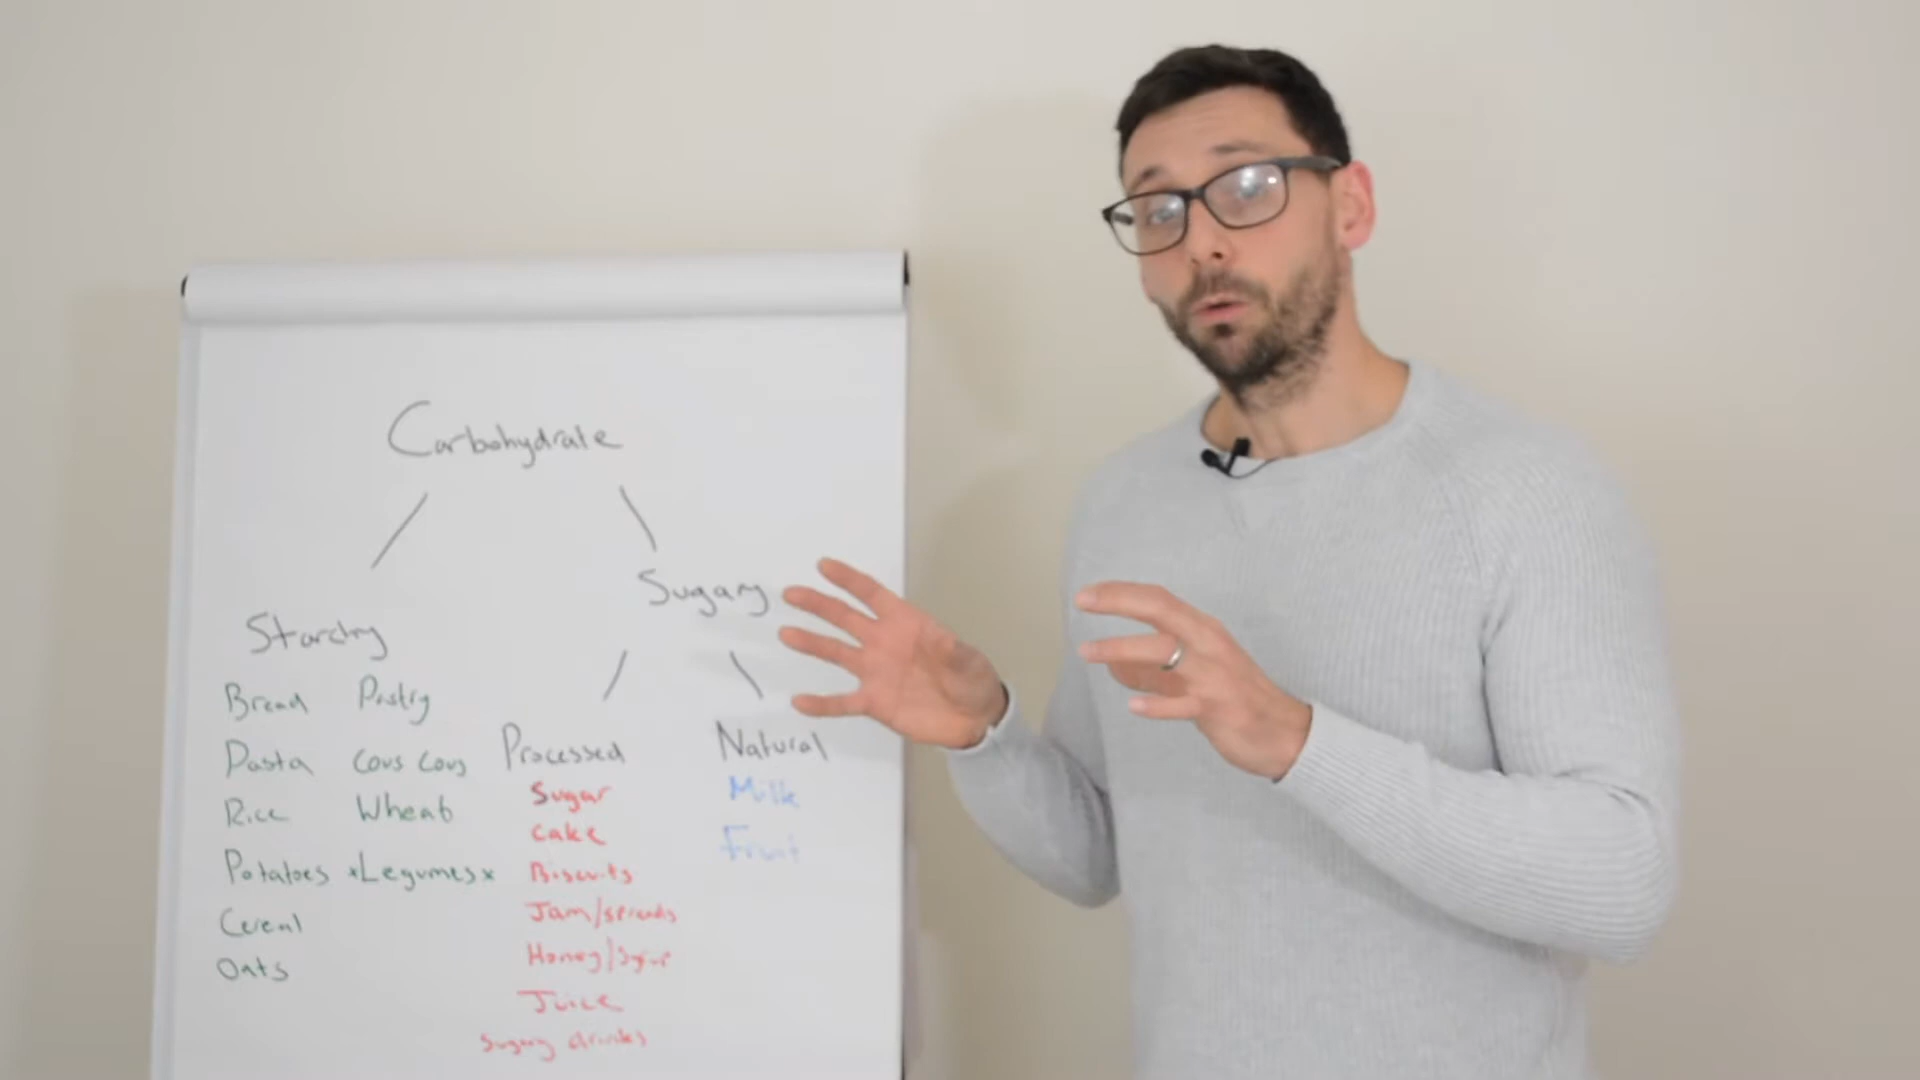 Carbohydrate
Sugary
Starchy
Bread Pastry
Pasta Cous Cous
Rice Wheat
Potatoes *Legumes*
Cereal
Oats
Processed
Sugar
Cake
Biscuits
Jam/spreads
Honey/Syrup
Juice
Sugary drinks
Natural
Milk
Fruit